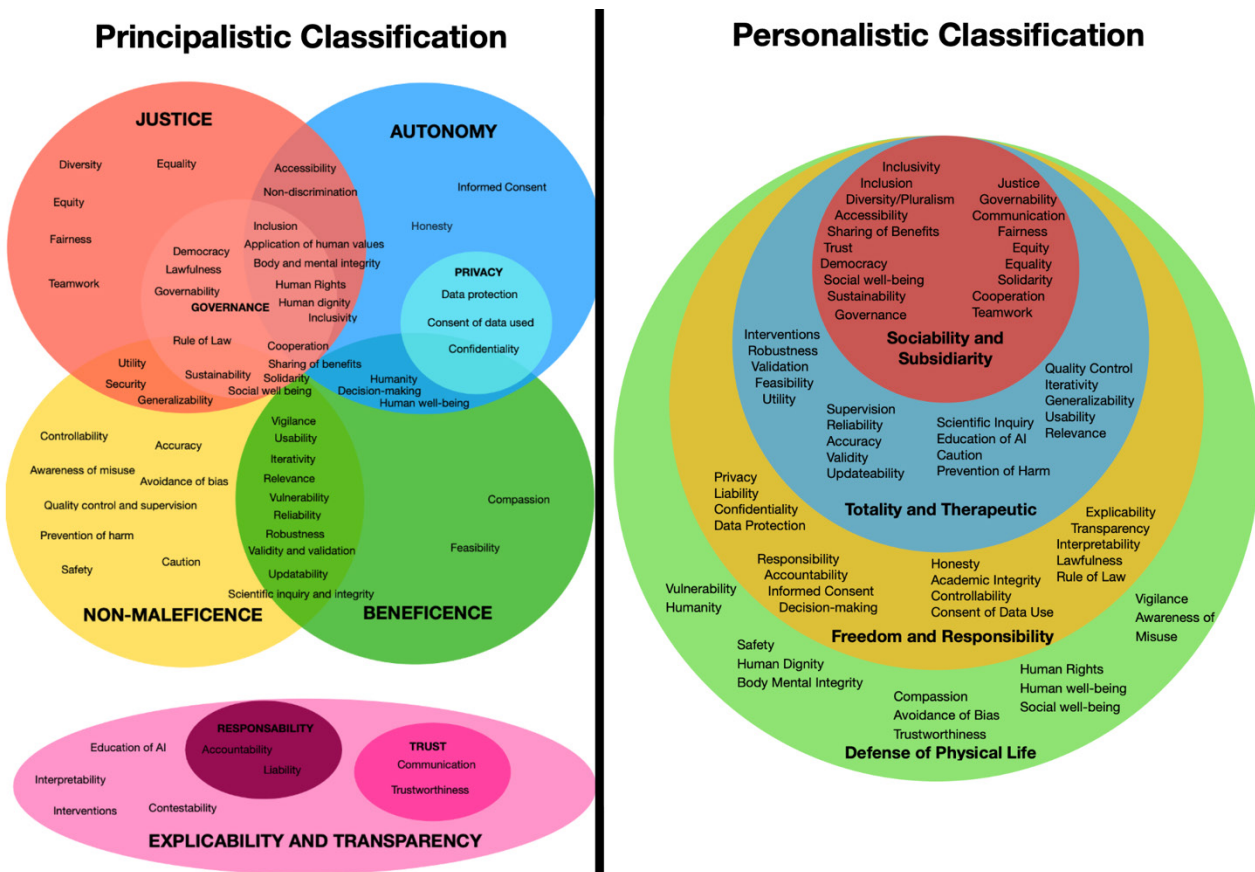 Principalistic Classification
JUSTICE
AUTONOMY
Diversity
Equality
Accessibility
Informed Consent
Non-discrimination
Equity
Inclusion
Honesty
Fairness
Application of human values
Democracy
Body and mental integrity
Lawfulness
PRIVACY
Teamwork
Governability
Human Rights
Data protection
GOVERNANCE
Human dignity
Inclusivity
Consent of data used
Rule of Law
Cooperation
Confidentiality
Utility
Sharing of benefits
Sustainability
Solidarity
Humanity
Security
Social well being
Decision-making
Generalizability
Human well-being
Vigilance
Controllability
Accuracy
Usability
Iterativity
Awareness of misuse
Avoidance of bias
Relevance
Quality control and supervision
Vulnerability
Compassion
Reliability
Prevention of harm
Robustness
Validity and validation
Feasibility
Safety
Caution
Updatability
Scientific inquiry and integrity
NON-MALEFICENCE
BENEFICENCE
RESPONSABILITY
Education of AI
Accountability
TRUST
Liability
Communication
Interpretability
Trustworthiness
Interventions
Contestability
EXPLICABILITY AND TRANSPARENCY
Personalistic Classification
Inclusivity
Inclusion
Diversity/Pluralism
Accessibility
Sharing of Benefits
Trust
Democracy
Social well-being
Sustainability
Governance
Justice
Governability
Communication
Fairness
Equity
Equality
Solidarity
Cooperation
Teamwork
Sociability and
Subsidiarity
Interventions
Robustness
Validation
Feasibility
Utility
Supervision
Reliability
Accuracy
Validity
Updateability
Scientific Inquiry
Education of AI
Caution
Prevention of Harm
Quality Control
Iterativity
Generalizability
Usability
Relevance
Totality and Therapeutic
Privacy
Liability
Confidentiality
Data Protection
Responsibility
Accountability
Informed Consent
Decision-making
Honesty
Academic Integrity
Controllability
Consent of Data Use
Explicability
Transparency
Interpretability
Lawfulness
Rule of Law
Freedom and Responsibility
Vulnerability
Humanity
Safety
Human Dignity
Body Mental Integrity
Compassion
Avoidance of Bias
Trustworthiness
Human Rights
Human well-being
Social well-being
Vigilance
Awareness of
Misuse
Defense of Physical Life